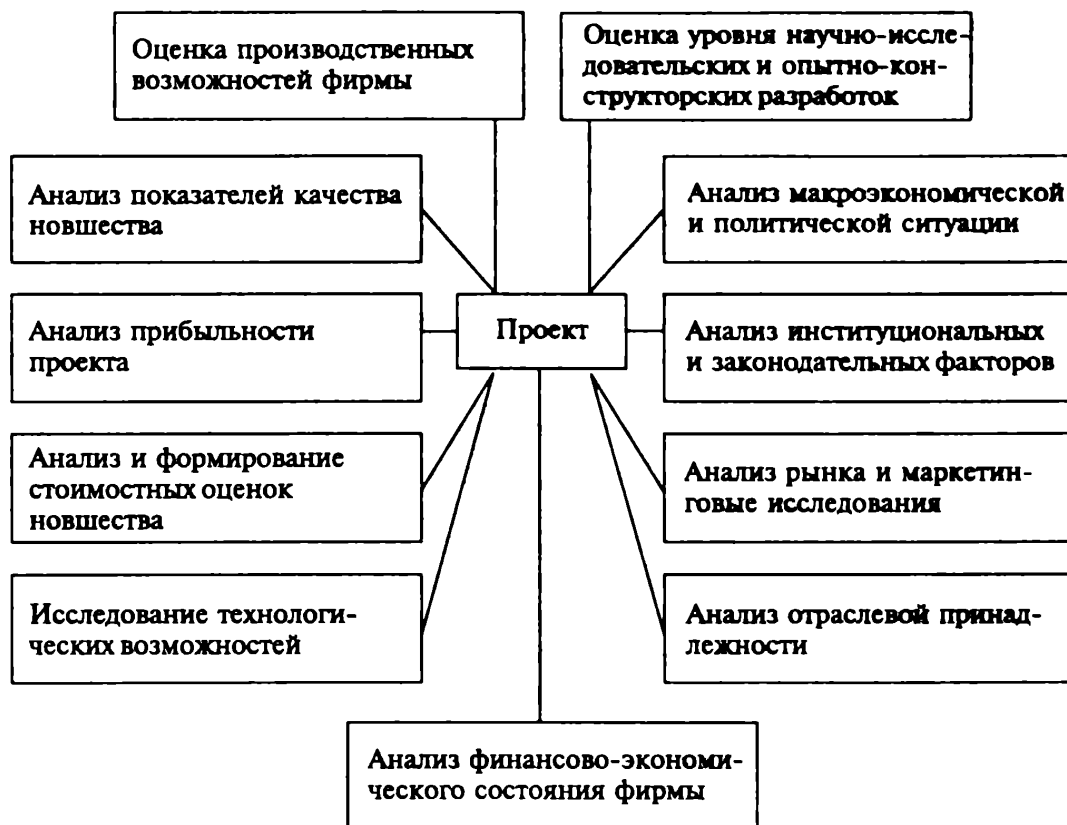 Оценка производственных
возможностей фирмы
Оценка уровня научно-иссле-
довательских и опытно-кон-
структорских разработок
Анализ показателей качества
новшества
Анализ макроэкономической
и политической ситуации
Анализ прибыльности
проекта
Проект
Анализ институциональных
и законодательных факторов
Анализ и формирование
стоимостных оценок
новшества
Анализ рынка и маркетин-
говые исследования
Исследование технологи-
ческих возможностей
Анализ отраслевой принад-
лежности
Анализ финансово-экономи-
ческого состояния фирмы